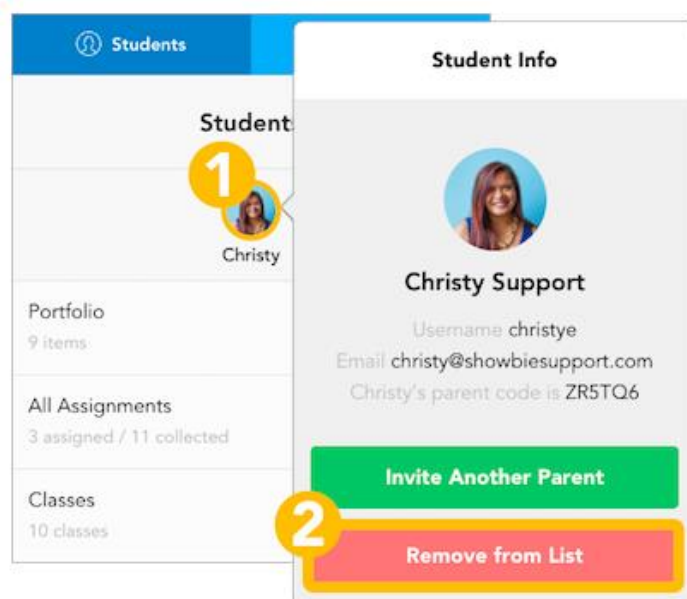 Students
Student
1
Christy
Portfolio
9 items
All Assignments
3 assigned / 11 collected
Classes
10 classes
Student Info
Christy Support
Username christye
Email christy@showbiesupport.com
Christy's parent code is ZR5TQ6
Invite Another Parent
2
Remove from List